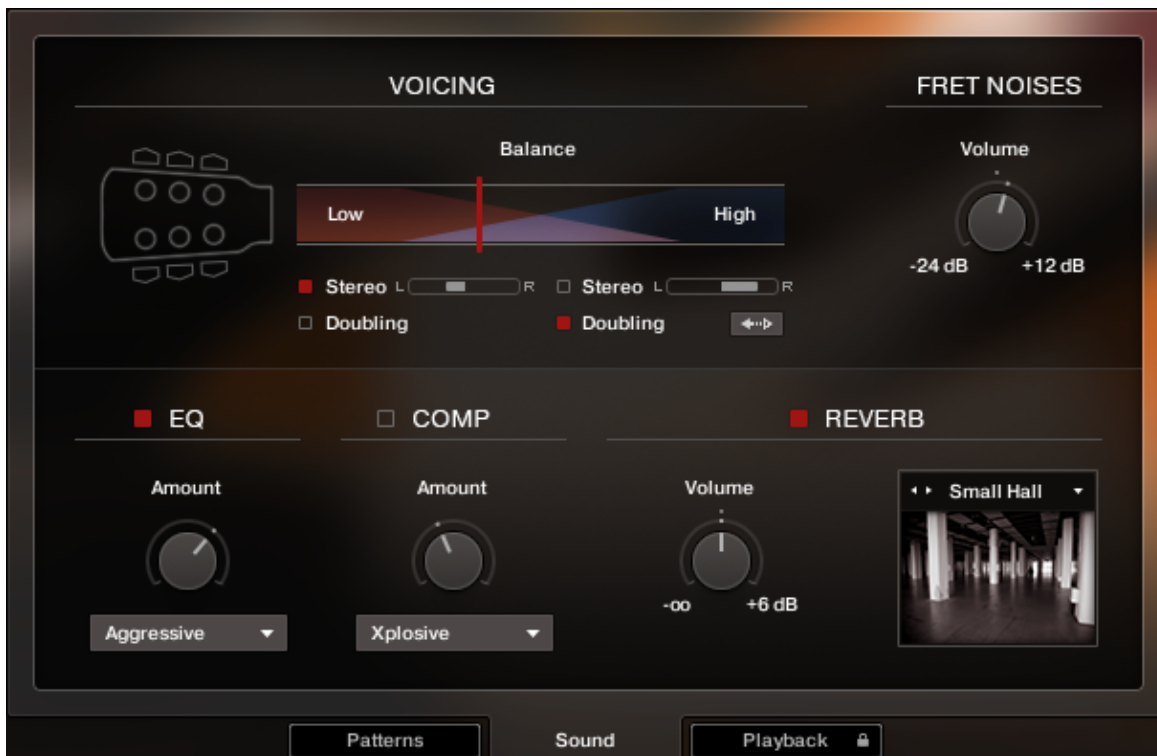 VOICING
FRET NOISES
Balance
Volume
Low
High
-24 dB
+12 dB
Stereo L R
Stereo L R
Doubling
Doubling
EQ
COMP
REVERB
Amount
Amount
Volume
Small Hall
-oo
+6 dB
Aggressive
Xplosive
Patterns
Sound
Playback